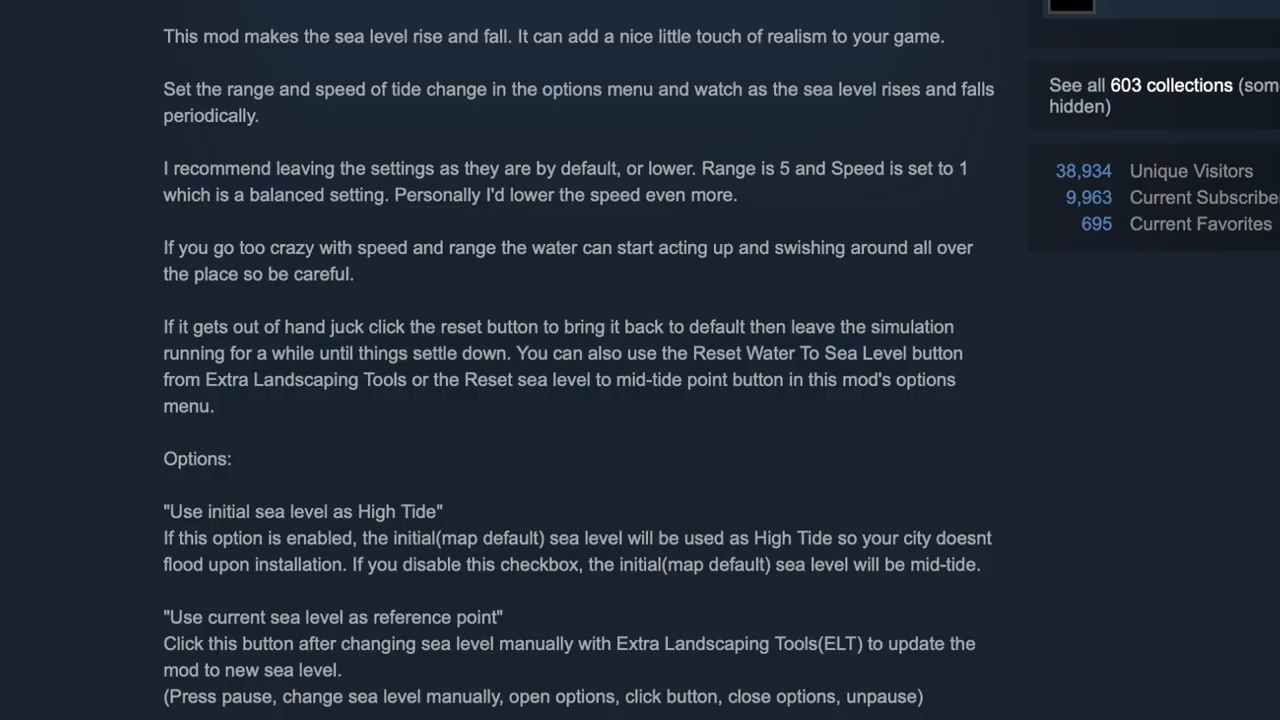 This mod makes the sea level rise and fall. It can add a nice little touch of realism to your game.
Set the range and speed of tide change in the options menu and watch as the sea level rises and falls
periodically.
I recommend leaving the settings as they are by default, or lower. Range is 5 and Speed is set to 1
which is a balanced setting. Personally I'd lower the speed even more.
If you go too crazy with speed and range the water can start acting up and swishing around all over
the place so be careful.
If it gets out of hand juck click the reset button to bring it back to default then leave the simulation
running for a while until things settle down. You can also use the Reset Water To Sea Level button
from Extra Landscaping Tools or the Reset sea level to mid-tide point button in this mod's options
menu.
Options:
"Use initial sea level as High Tide"
If this option is enabled, the initial(map default) sea level will be used as High Tide so your city doesnt
flood upon installation. If you disable this checkbox, the initial(map default) sea level will be mid-tide.
"Use current sea level as reference point"
Click this button after changing sea level manually with Extra Landscaping Tools(ELT) to update the
mod to new sea level.
(Press pause, change sea level manually, open options, click button, close options, unpause)
See all 603 collections (som
hidden)
38,934 Unique Visitors
9,963 Current Subscribe
695 Current Favorites